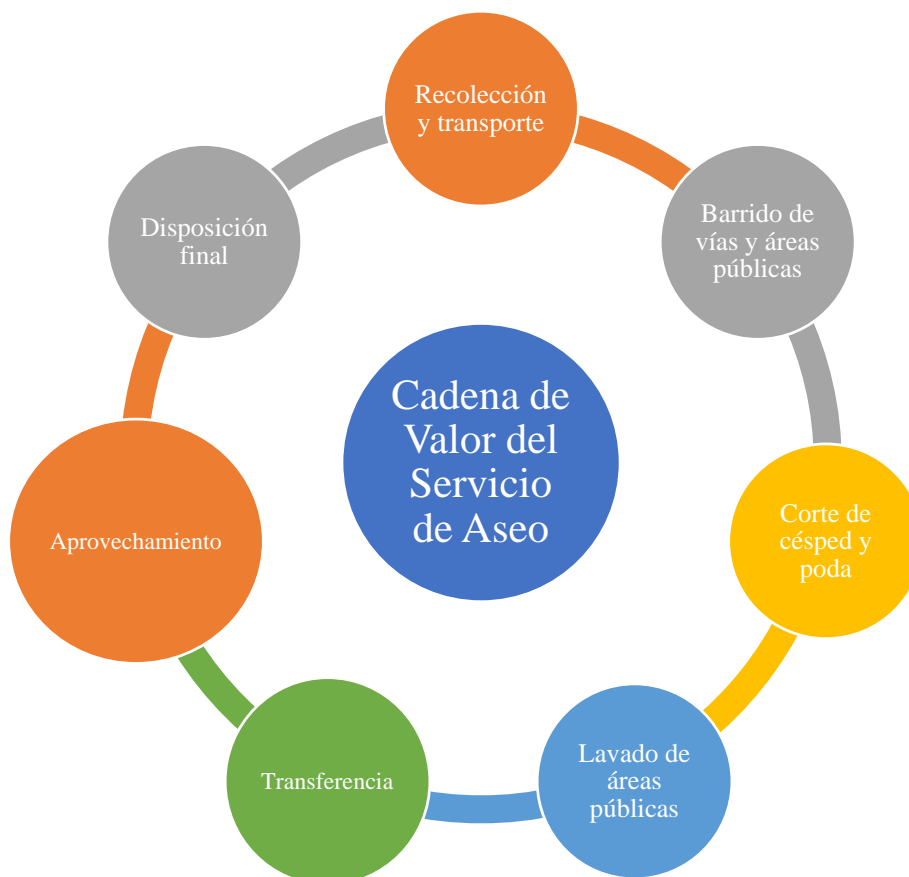 Recolección
y transporte
Barrido de
vías y áreas
públicas
Corte de
césped y
poda
Lavado de
áreas
públicas
Transferencia
Aprovechamiento
Disposición
final
Cadena de
Valor del
Servicio
de Aseo